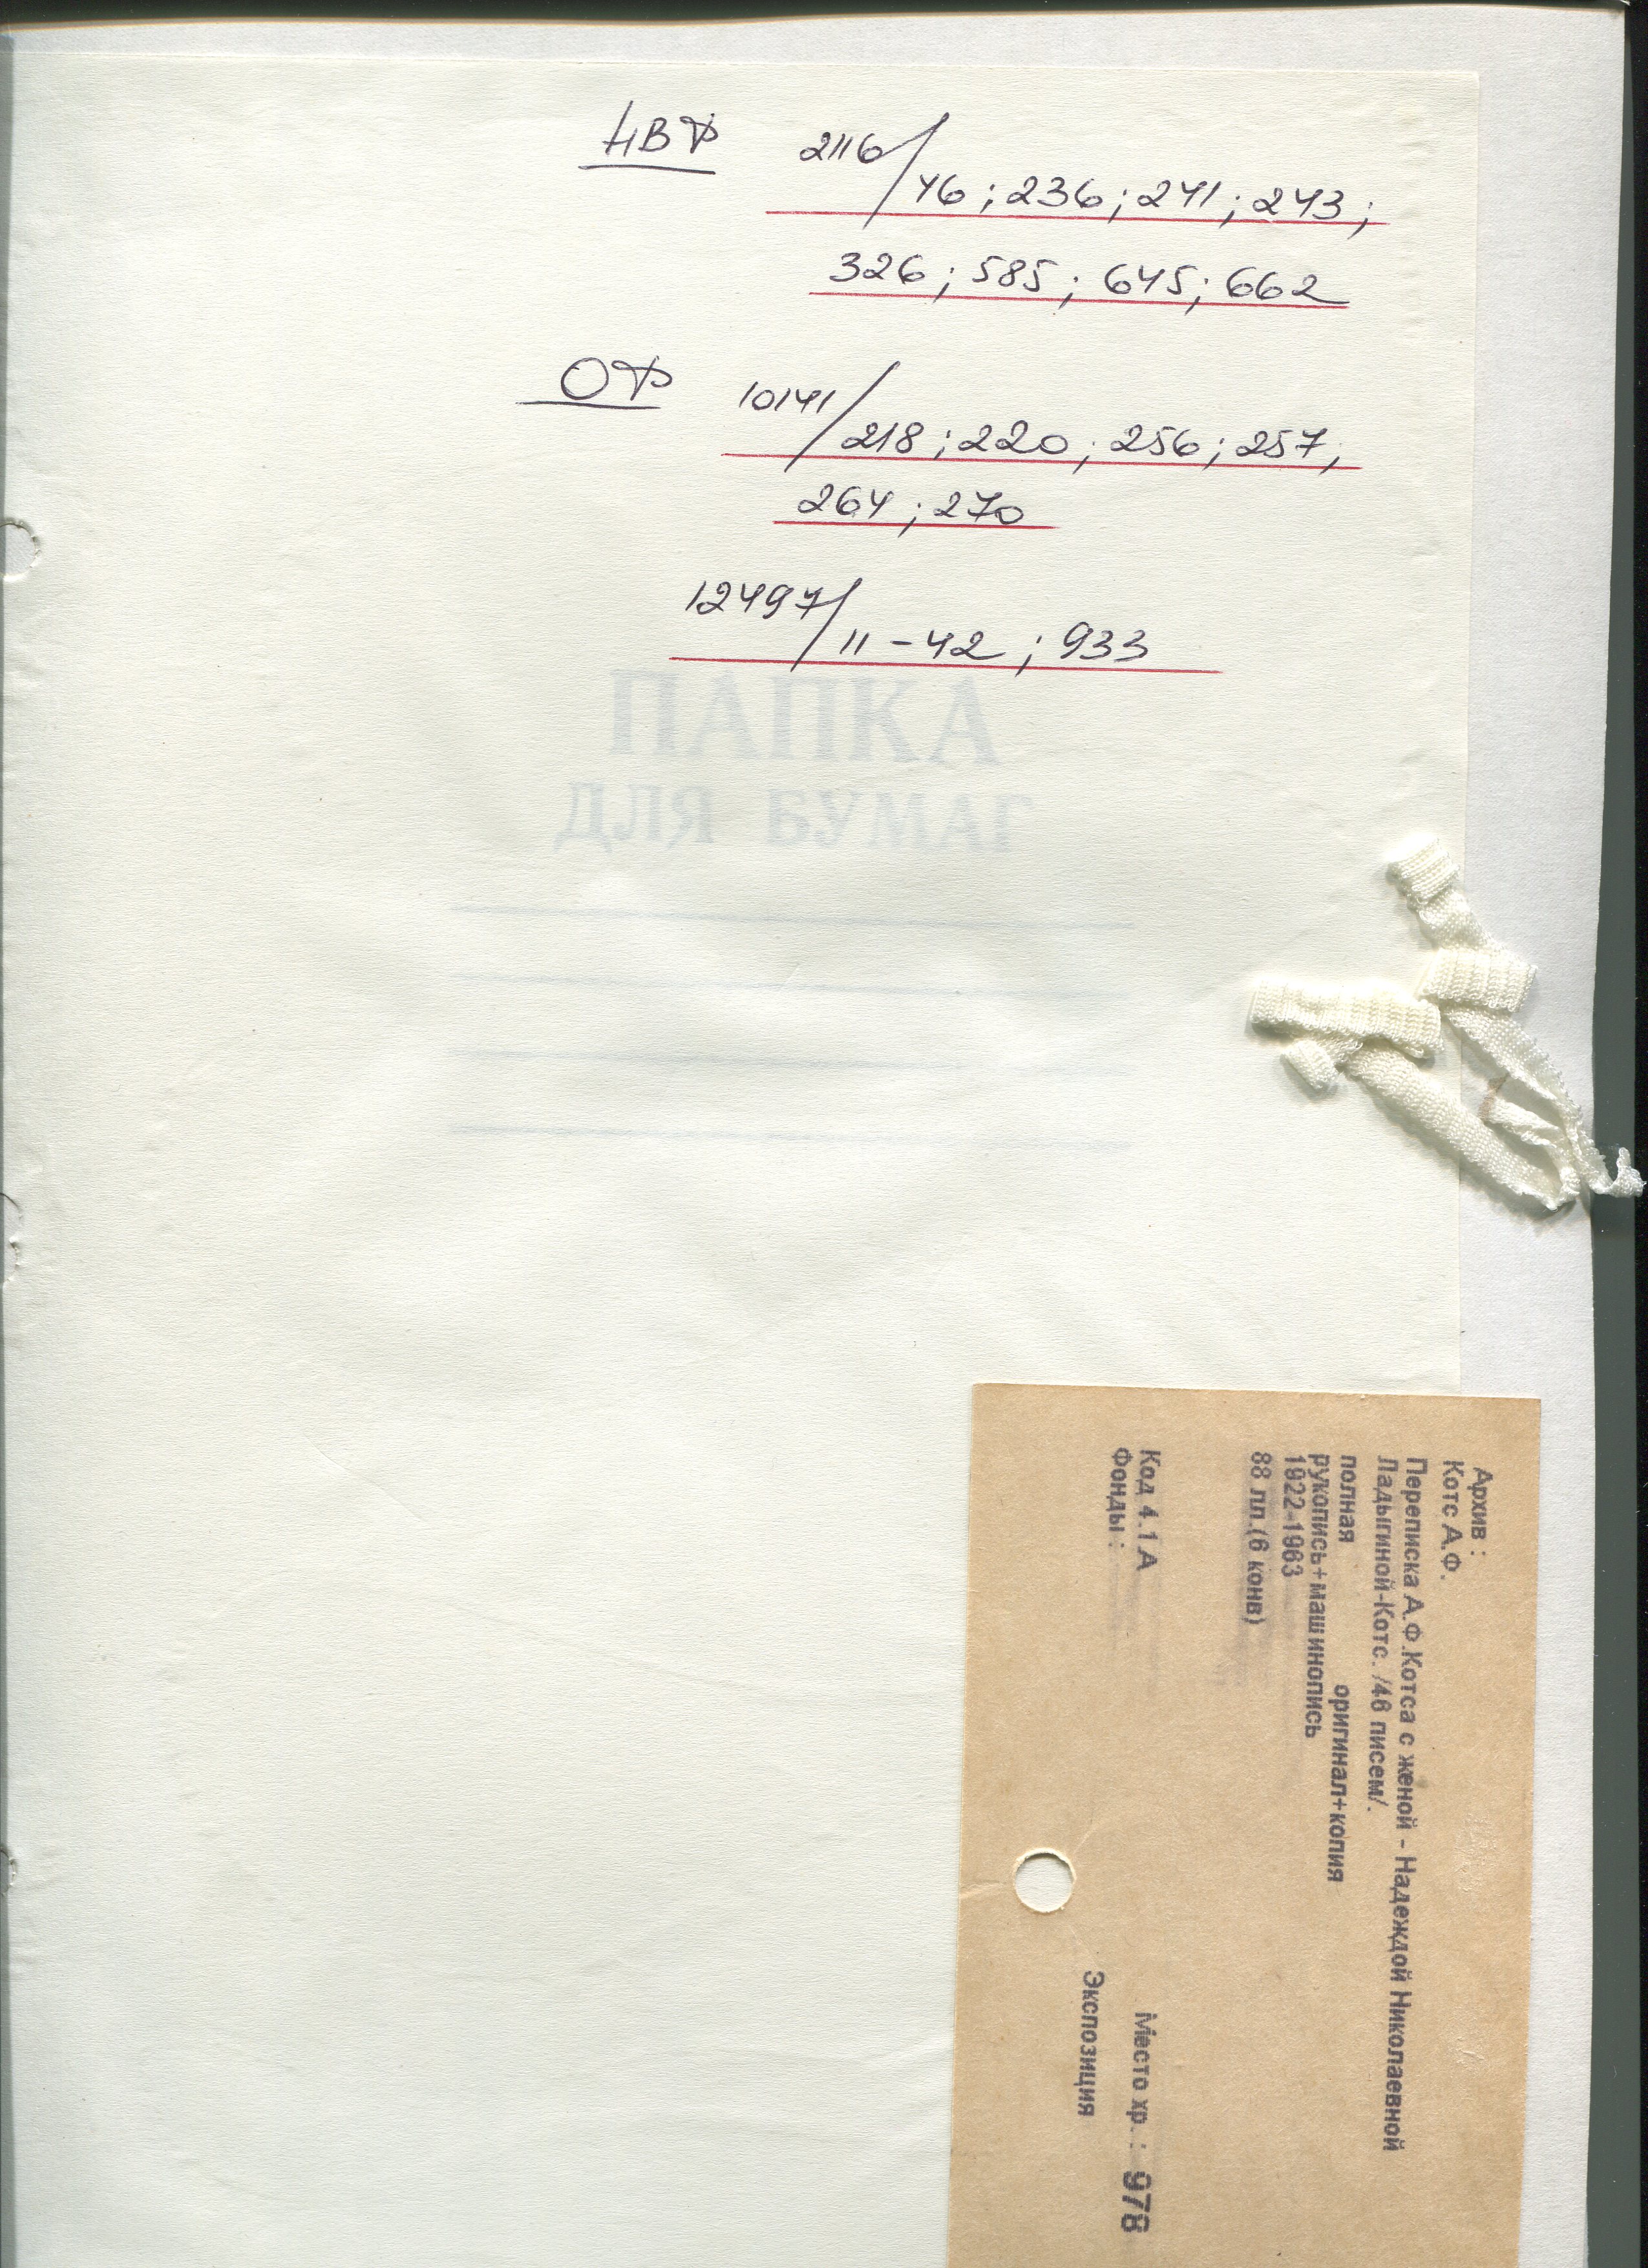 НВФ 2116/46; 236; 241; 243;
326; 585; 645; 662
ОФ 10141/218; 220; 256; 257;
264; 270
12497/11-42; 933
ПАПКА
ДЛЯ БУМАГ
Архив :
Котс А.Ф.
Переписка А.Ф.Котса с женой - Надеждой Николаевной
Ладыгиной-Котс. /46 писем/.
полная оригинал+копия
рукопись+машинопись
1922-1963
88 лл.(6 конв)
Код 4.1 А Место хр. : 978
Фонды : Экспозиция